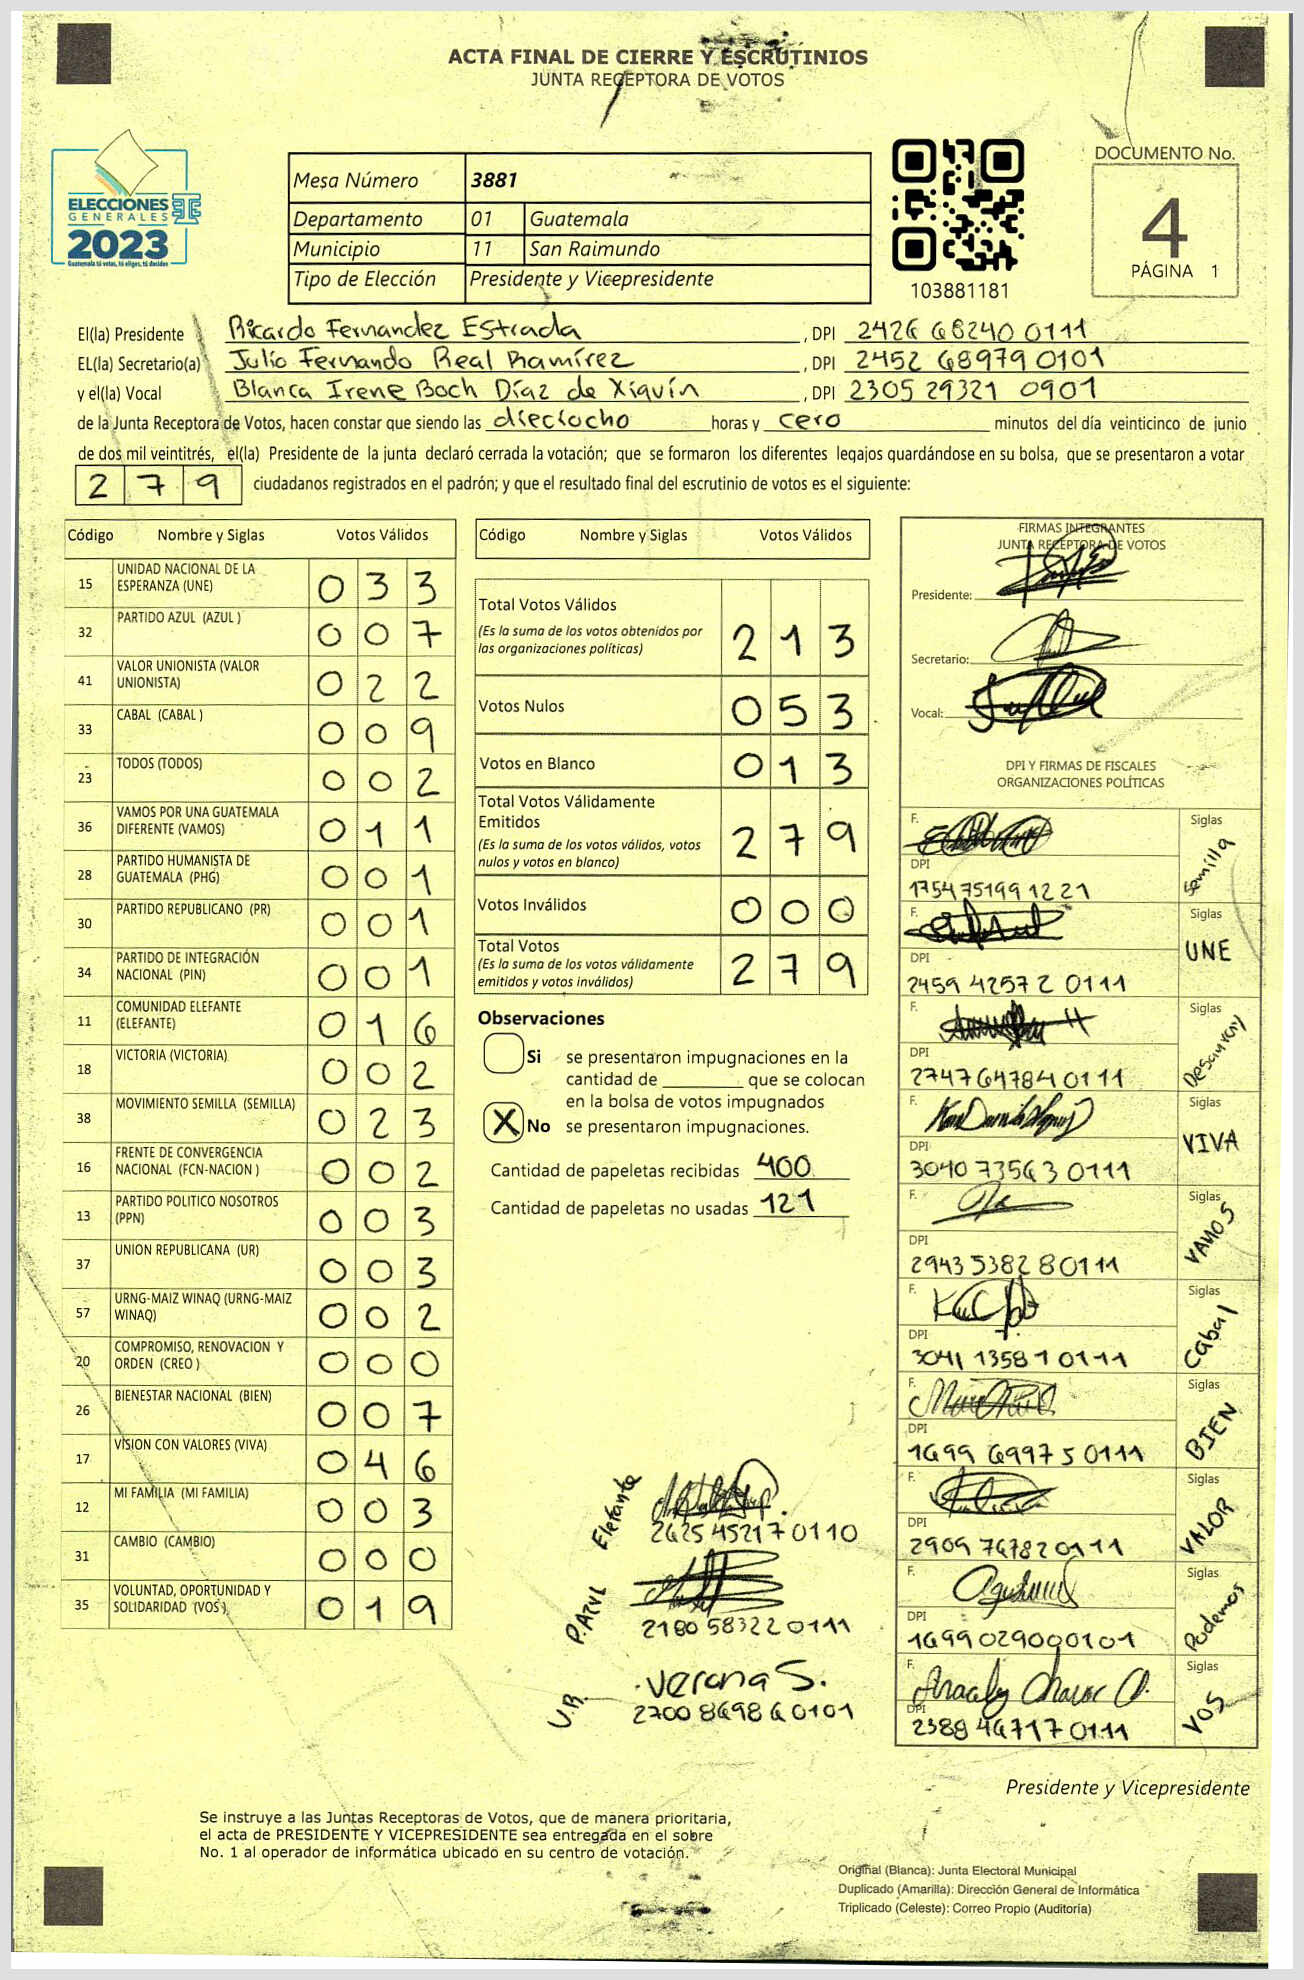 ACTA FINAL DE CIERRE Y ESCRUTINIOS
JUNTA RECEPTORA DE VOTOS
ELECCIONES
GENERALES
2023
Guatemala tú votas, tú eliges, tú decides
Mesa Número 3881
Departamento 01 Guatemala
Municipio 11 San Raimundo
Tipo de Elección Presidente y Vicepresidente
103881181
DOCUMENTO No.
4
PÁGINA 1
El(la) Presidente Ricardo Fernandez Estrada, DPI 2426 68240 0111
EL(la) Secretario(a) Julio Fernando Real Ramírez, DPI 2452 68979 0101
y el(la) Vocal Blanca Irene Boch Díaz de Xiquín, DPI 2305 29321 0901
de la Junta Receptora de Votos, hacen constar que siendo las dieciocho horas y cero minutos del día veinticinco de junio
de dos mil veintitrés, el(la) Presidente de la junta declaró cerrada la votación; que se formaron los diferentes legajos guardándose en su bolsa, que se presentaron a votar
2 7 9 ciudadanos registrados en el padrón; y que el resultado final del escrutinio de votos es el siguiente:
Código Nombre y Siglas Votos Válidos
15 UNIDAD NACIONAL DE LA ESPERANZA (UNE) 0 3 3
32 PARTIDO AZUL (AZUL ) 0 0 7
41 VALOR UNIONISTA (VALOR UNIONISTA) 0 2 2
33 CABAL (CABAL ) 0 0 9
23 TODOS (TODOS) 0 0 2
36 VAMOS POR UNA GUATEMALA DIFERENTE (VAMOS) 0 1 1
28 PARTIDO HUMANISTA DE GUATEMALA (PHG) 0 0 1
30 PARTIDO REPUBLICANO (PR) 0 0 1
34 PARTIDO DE INTEGRACIÓN NACIONAL (PIN) 0 0 1
11 COMUNIDAD ELEFANTE (ELEFANTE) 0 1 6
18 VICTORIA (VICTORIA) 0 0 2
38 MOVIMIENTO SEMILLA (SEMILLA) 0 2 3
16 FRENTE DE CONVERGENCIA NACIONAL (FCN-NACION ) 0 0 2
13 PARTIDO POLITICO NOSOTROS (PPN) 0 0 3
37 UNION REPUBLICANA (UR) 0 0 3
57 URNG-MAIZ WINAQ (URNG-MAIZ WINAQ) 0 0 2
20 COMPROMISO, RENOVACION Y ORDEN (CREO ) 0 0 0
26 BIENESTAR NACIONAL (BIEN) 0 0 7
17 VISION CON VALORES (VIVA) 0 4 6
12 MI FAMILIA (MI FAMILIA) 0 0 3
31 CAMBIO (CAMBIO) 0 0 0
35 VOLUNTAD, OPORTUNIDAD Y SOLIDARIDAD (VOS ) 0 1 9
Código Nombre y Siglas Votos Válidos
Total Votos Válidos
(Es la suma de los votos obtenidos por
las organizaciones políticas) 2 1 3
Votos Nulos 0 5 3
Votos en Blanco 0 1 3
Total Votos Válidamente
Emitidos
(Es la suma de los votos válidos, votos
nulos y votos en blanco) 2 7 9
Votos Inválidos 0 0 0
Total Votos
(Es la suma de los votos válidamente
emitidos y votos inválidos) 2 7 9
Observaciones
Si se presentaron impugnaciones en la
cantidad de ________ que se colocan
en la bolsa de votos impugnados
X No se presentaron impugnaciones.
Cantidad de papeletas recibidas 400
Cantidad de papeletas no usadas 121
Elefante
2625 45217 0110
P. AZUL
2180 58322 0111
U.R. Verona S.
2700 86986 0101
FIRMAS INTEGRANTES
JUNTA RECEPTORA DE VOTOS
Presidente:
Secretario:
Vocal:
DPI Y FIRMAS DE FISCALES
ORGANIZACIONES POLÍTICAS
F. Siglas
DPI Semilla
1754 75199 1221
F. Siglas
DPI UNE
2459 42572 0111
F. Siglas
DPI
2747 64784 0111
F. Siglas
DPI VIVA
3040 73563 0111
F. Siglas
DPI VAMOS
2943 53828 0111
F. Siglas
DPI Cabal
3041 13581 0111
F. Siglas
DPI BIEN
1699 69975 0111
F. Siglas
DPI VALOR
2909 76782 0111
F. Siglas
DPI Podemos
1699 02900 0101
F. Aracely Siglas
DPI VOS
2388 46717 0111
Presidente y Vicepresidente
Se instruye a las Juntas Receptoras de Votos, que de manera prioritaria,
el acta de PRESIDENTE Y VICEPRESIDENTE sea entregada en el sobre
No. 1 al operador de informática ubicado en su centro de votación.
Original (Blanca): Junta Electoral Municipal
Duplicado (Amarilla): Dirección General de Informática
Triplicado (Celeste): Correo Propio (Auditoría)